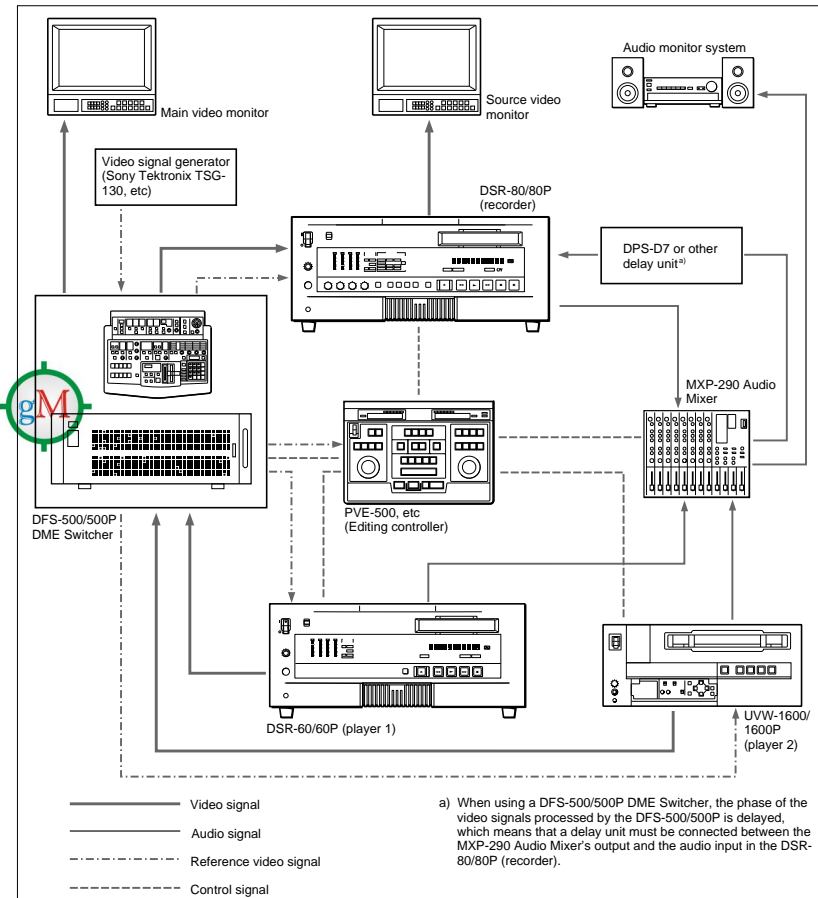 Audio monitor system
Main video monitor
Source video
monitor
Video signal generator
(Sony Tektronix TSG-
130, etc)
DSR-80/80P
(recorder)
DPS-D7 or other
delay unit a)
MXP-290 Audio
Mixer
gM
DFS-500/500P
DME Switcher
PVE-500, etc
(Editing controller)
DSR-60/60P (player 1)
UVW-1600/
1600P
(player 2)
Video signal
Audio signal
Reference video signal
Control signal
a) When using a DFS-500/500P DME Switcher, the phase of the
video signals processed by the DFS-500/500P is delayed,
which means that a delay unit must be connected between the
MXP-290 Audio Mixer's output and the audio input in the DSR-
80/80P (recorder).